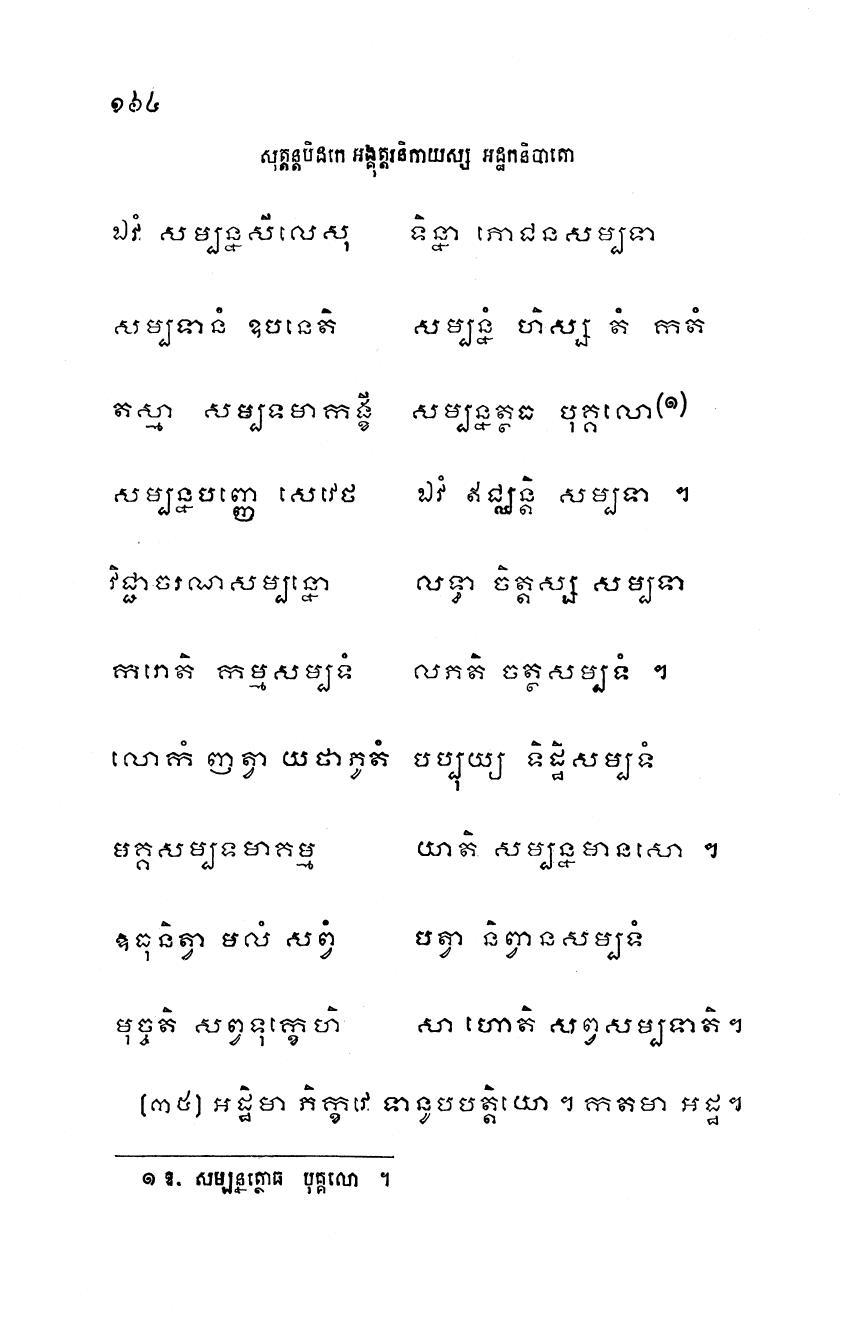 ១៦៤
សុត្តន្តបិដកេ អង្គុត្តរនិកាយស្ស អដ្ឋកនិបាតោ
ឯវំ សម្បន្នសីលេសុ ទិន្នា ភោជនសម្បទា
សម្បទានំ ឧបនេតិ សម្បន្នំ ហិស្ស តំ កតំ
តស្មា សម្បទមាកង្ខី សម្បន្នត្ថធ បុគ្គលោ(១)
សម្បន្នបញ្ញេ សេវេថ ឯវំ ឥជ្ឈន្តិ សម្បទា ។
វិជ្ជាចរណសម្បន្នោ លទ្ធា ចិត្តស្ស សម្បទា
ករោតិ កម្មសម្បទំ លភតិ ចត្ថសម្បទំ ។
លោកំ ញត្វា យថាភូតំ បប្បុយ្យ ទិដ្ឋិសម្បទំ
មគ្គសម្បទមាគម្ម យាតិ សម្បន្នមានសោ ។
ឧធុនិត្វា មលំ សព្វំ បត្វា និព្វានសម្បទំ
មុច្ចតិ សព្វទុក្ខេហិ សា ហោតិ សព្វសម្បទាតិ ។
(៣៥) អដ្ឋិមា ភិក្ខវេ ទានូបបត្តិយោ ។ កតមា អដ្ឋ ។
១ ឱ. សម្បន្នត្ថោធ បុគ្គលោ ។